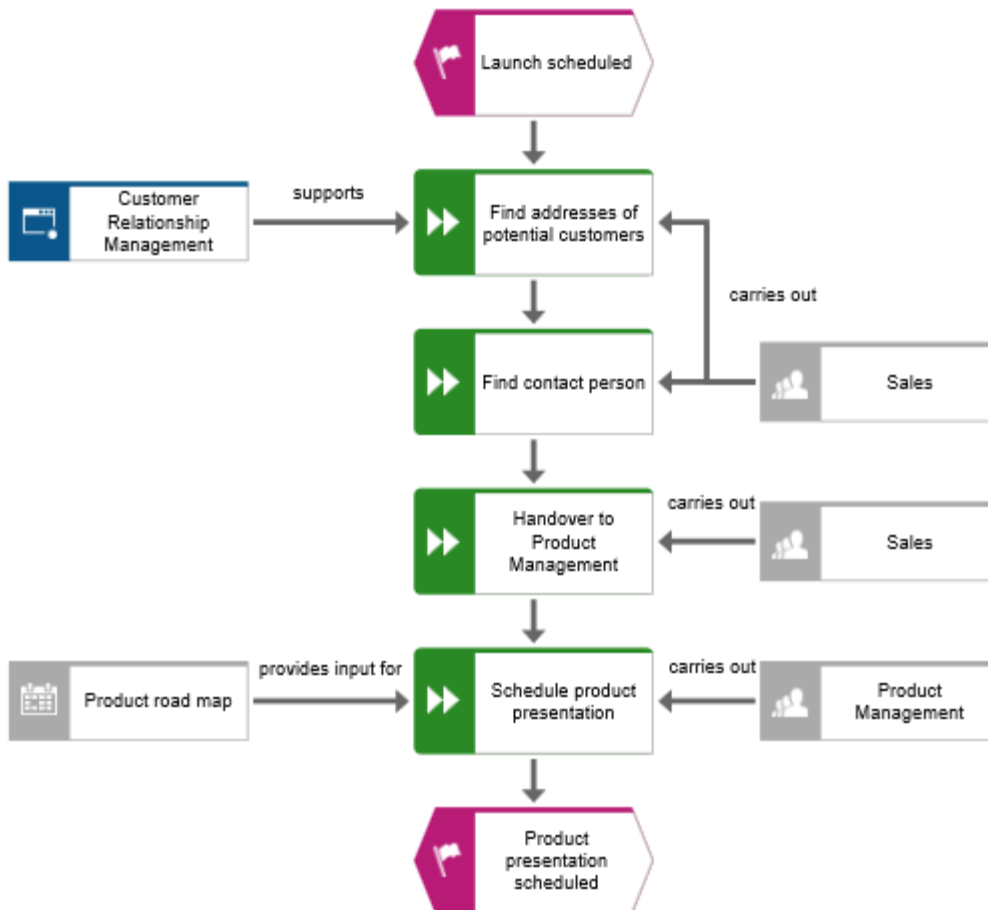 Launch scheduled
Customer
Relationship
Management
supports
Find addresses of
potential customers
carries out
Find contact person
Sales
Handover to
Product
Management
carries out
Sales
Product road map
provides input for
Schedule product
presentation
carries out
Product
Management
Product
presentation
scheduled